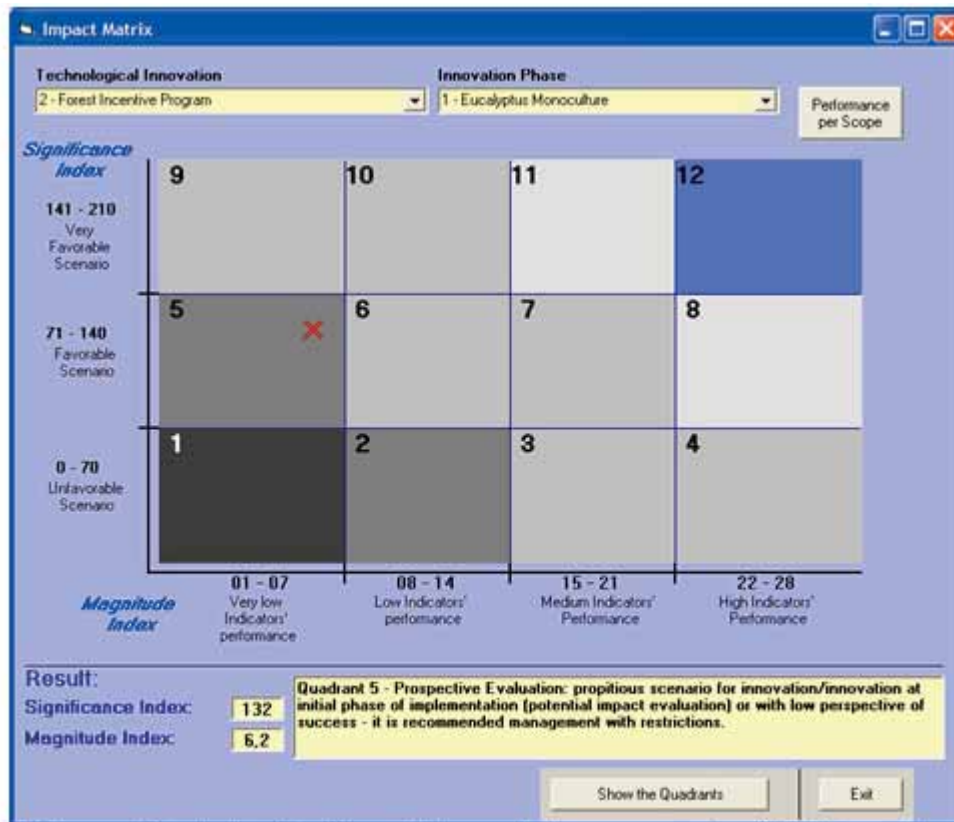 Impact Matrix
Technological Innovation
Innovation Phase
2 - Forest Incentive Program
1 - Eucalyptus Monoculture
Performance
per Scope
Significance
Index
9
10
11
12
141 - 210
Very
Favorable
Scenario
5
6
7
8
71 - 140
Favorable
Scenario
1
2
3
4
0 - 70
Unfavorable
Scenario
01 - 07
08 - 14
15 - 21
22 - 28
Magnitude
Index
Very low
Indicators'
performance
Low Indicators'
performance
Medium Indicators'
Performance
High Indicators'
Performance
Result:
Significance Index:
132
Magnitude Index:
6,2
Quadrant 5 - Prospective Evaluation: propitious scenario for innovation/innovation at
initial phase of implementation (potential impact evaluation) or with low perspective of
success - it is recommended management with restrictions.
Show the Quadrants
Exit